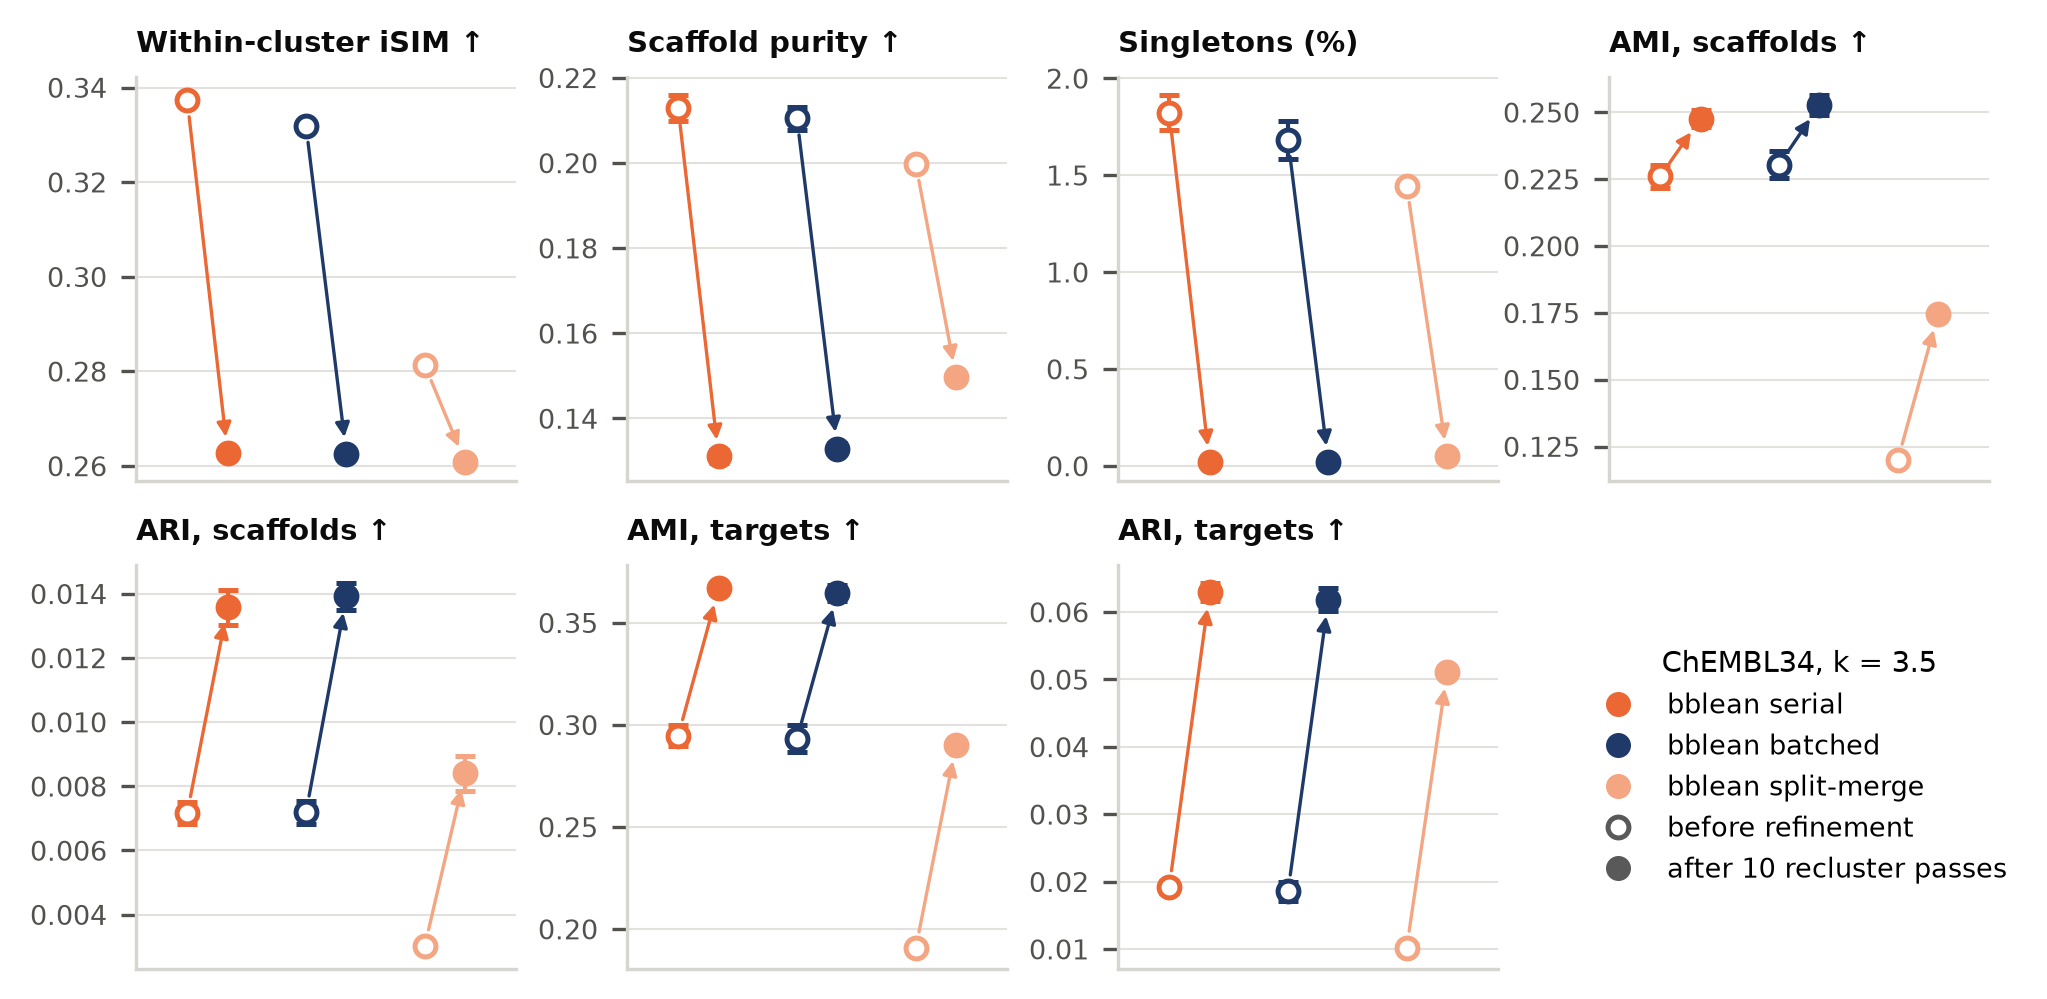 Within-cluster iSIM ↑
0.34
0.32
0.30
0.28
0.26
Scaffold purity ↑
0.22
0.20
0.18
0.16
0.14
Singletons (%)
2.0
1.5
1.0
0.5
0.0
AMI, scaffolds ↑
0.250
0.225
0.200
0.175
0.150
0.125
ARI, scaffolds ↑
0.014
0.012
0.010
0.008
0.006
0.004
AMI, targets ↑
0.35
0.30
0.25
0.20
ARI, targets ↑
0.06
0.05
0.04
0.03
0.02
0.01
ChEMBL34, k = 3.5
bblean serial
bblean batched
bblean split-merge
before refinement
after 10 recluster passes